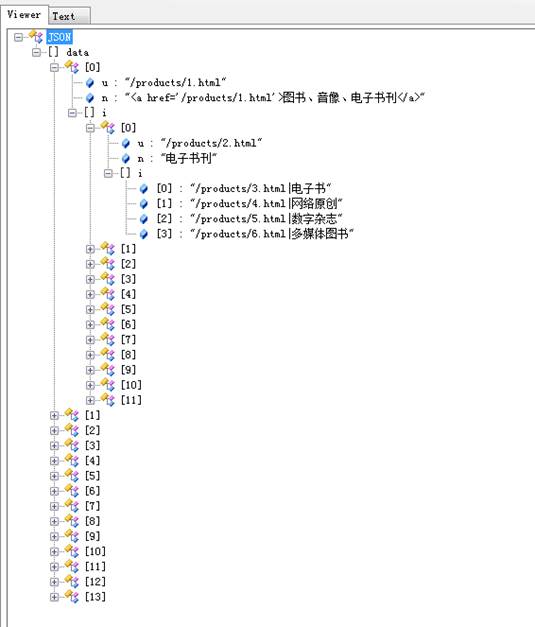 Viewer Text
JSON
[] data
[0]
u : "/products/1.html"
n : "<a href='/products/1.html'>图书、音像、电子书刊</a>"
[] i
[0]
u : "/products/2.html"
n : "电子书刊"
[] i
[0] : "/products/3.html|电子书"
[1] : "/products/4.html|网络原创"
[2] : "/products/5.html|数字杂志"
[3] : "/products/6.html|多媒体图书"
[1]
[2]
[3]
[4]
[5]
[6]
[7]
[8]
[9]
[10]
[11]
[1]
[2]
[3]
[4]
[5]
[6]
[7]
[8]
[9]
[10]
[11]
[12]
[13]